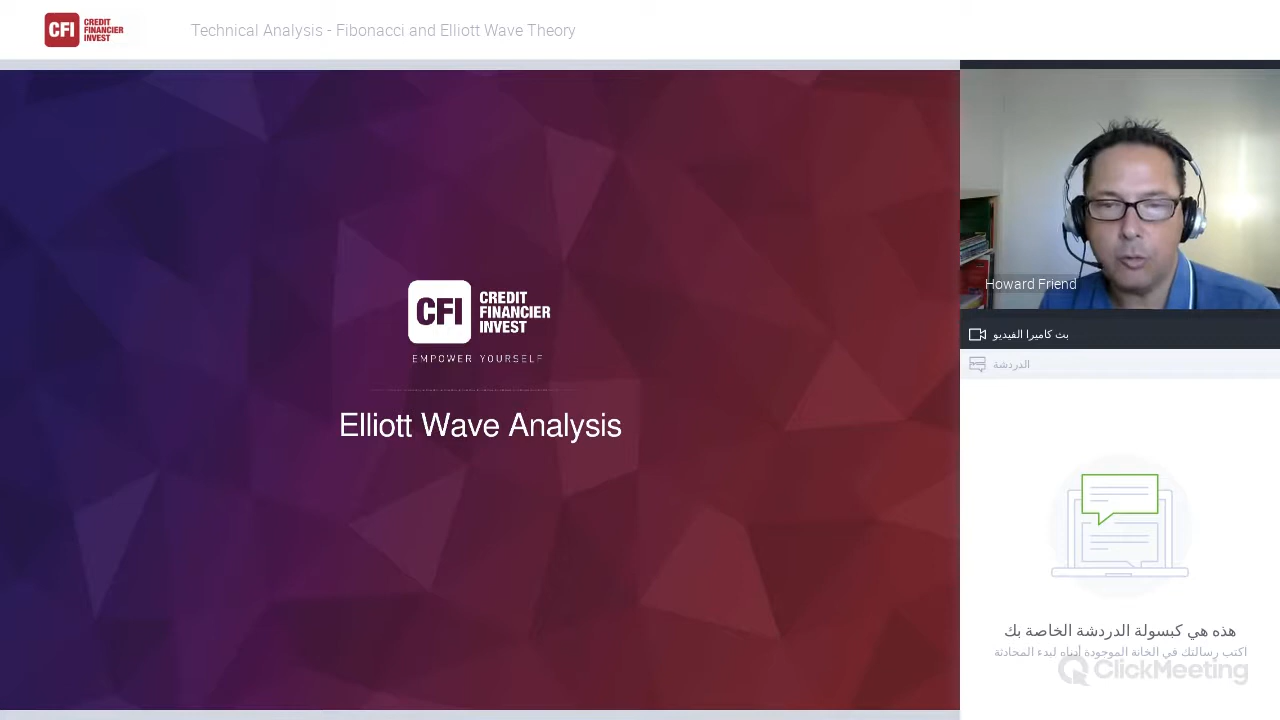 CFI
CREDIT
FINANCIER
INVEST
Technical Analysis - Fibonacci and Elliott Wave Theory
CFI
CREDIT
FINANCIER
INVEST
EMPOWER YOURSELF
Elliott Wave Analysis
Howard Friend
بث كاميرا الفيديو
الدردشة
هذه هي كبسولة الدردشة الخاصة بك
اكتب رسالتك في الخانة الموجودة أدناه لبدء المحادثة
ClickMeeting